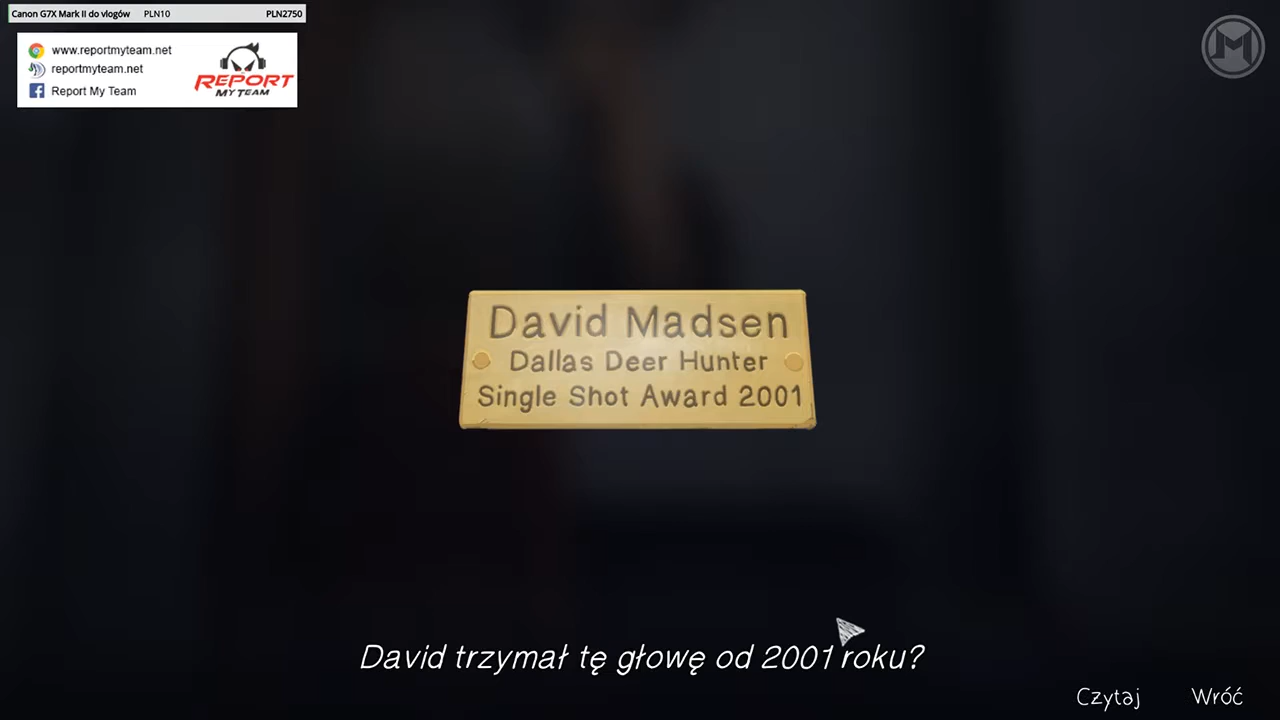 Canon G7X Mark II do vlogów PLN10 PLN2750
www.reportmyteam.net
reportmyteam.net
Report My Team
REPORT
MY TEAM
M
David Madsen
Dallas Deer Hunter
Single Shot Award 2001
David trzymał tę głowę od 2001 roku?
Czytaj Wróć